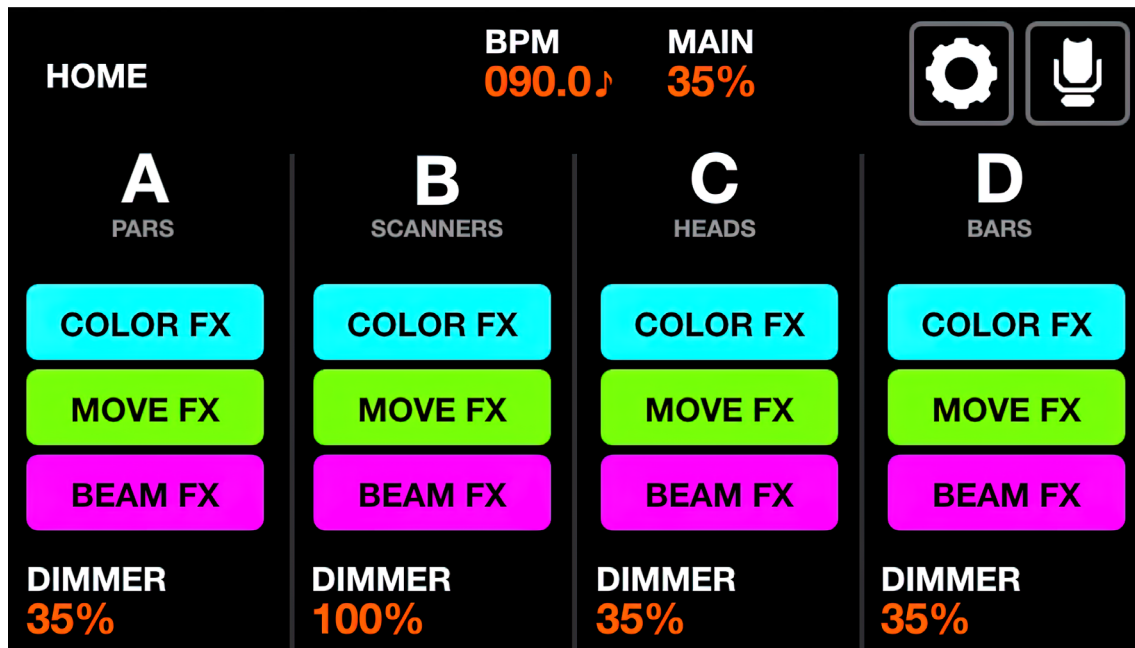 HOME
BPM
090.0♪
MAIN
35%
A
PARS
COLOR FX
MOVE FX
BEAM FX
DIMMER
35%
B
SCANNERS
COLOR FX
MOVE FX
BEAM FX
DIMMER
100%
C
HEADS
COLOR FX
MOVE FX
BEAM FX
DIMMER
35%
D
BARS
COLOR FX
MOVE FX
BEAM FX
DIMMER
35%